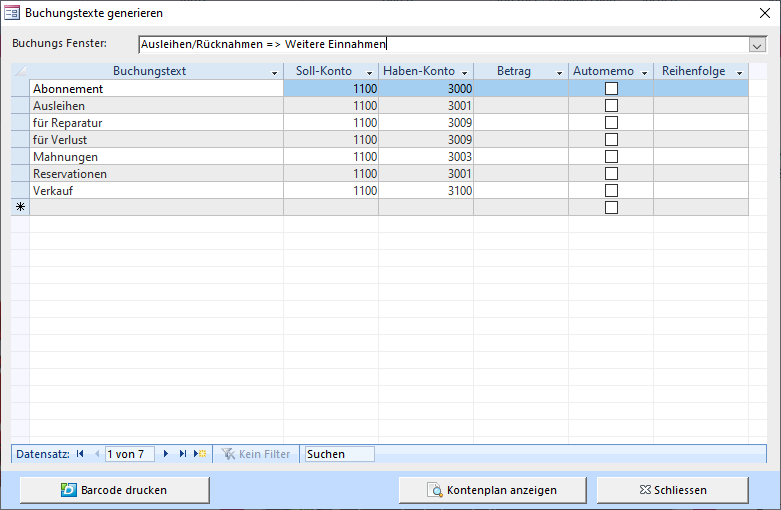 Buchungstexte generieren
Buchungs Fenster: Ausleihen/Rücknahmen => Weitere Einnahmen
Buchungstext Soll-Konto Haben-Konto Betrag Automemo Reihenfolge
Abonnement 1100 3000
Ausleihen 1100 3001
für Reparatur 1100 3009
für Verlust 1100 3009
Mahnungen 1100 3003
Reservationen 1100 3001
Verkauf 1100 3100
Datensatz: 1 von 7 Kein Filter Suchen
Barcode drucken Kontenplan anzeigen Schliessen